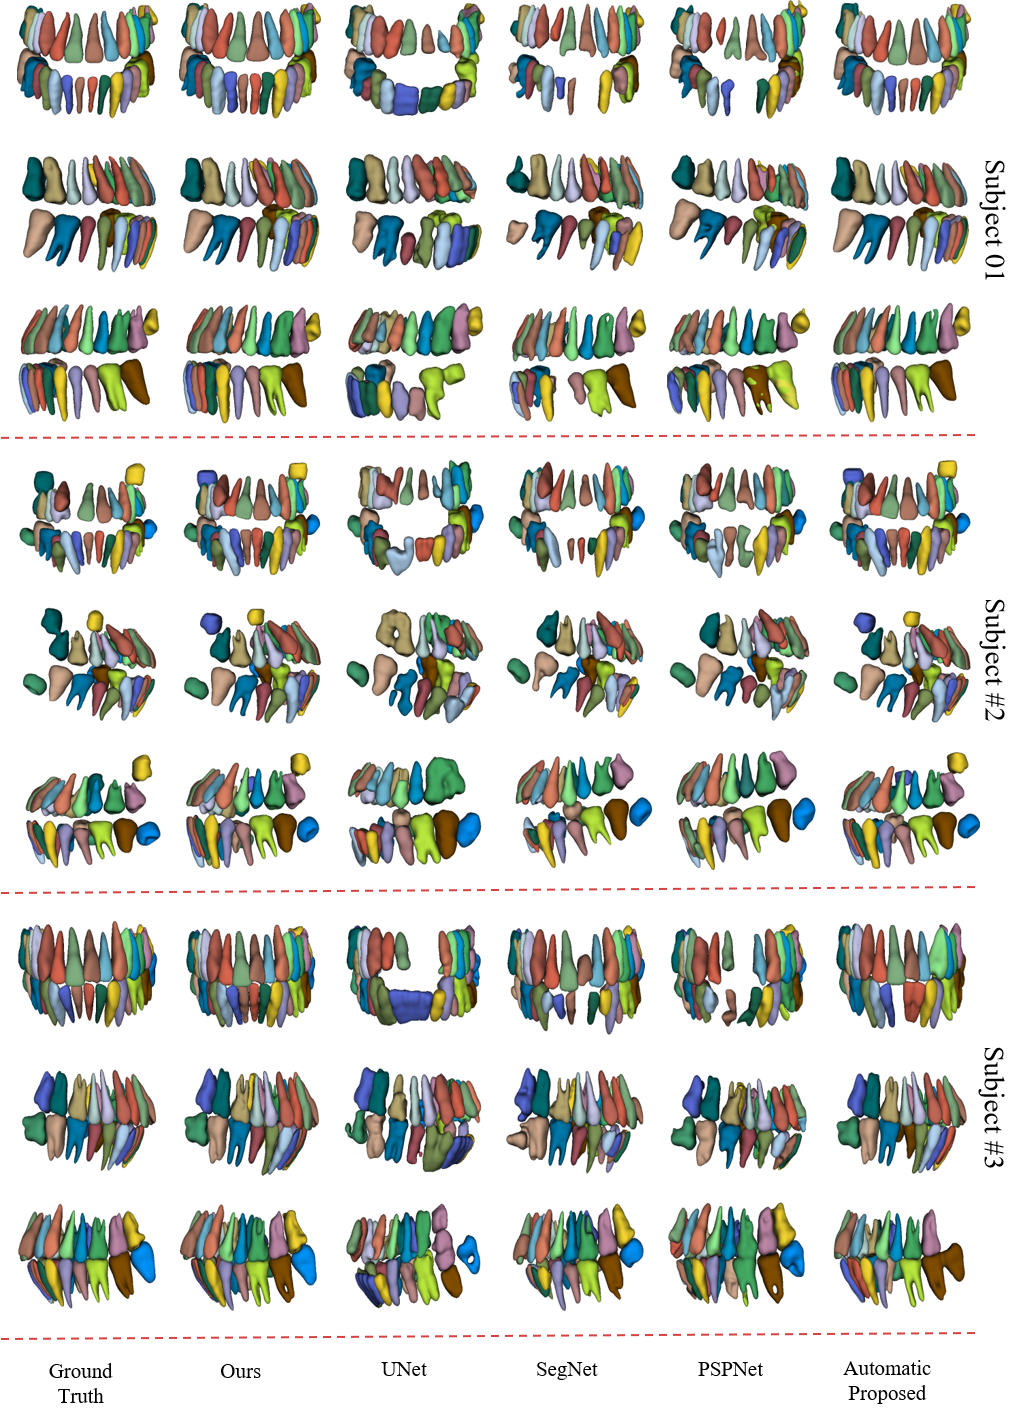 Subject 01
Subject #2
Subject #3
Ground
Truth
Ours
UNet
SegNet
PSPNet
Automatic
Proposed